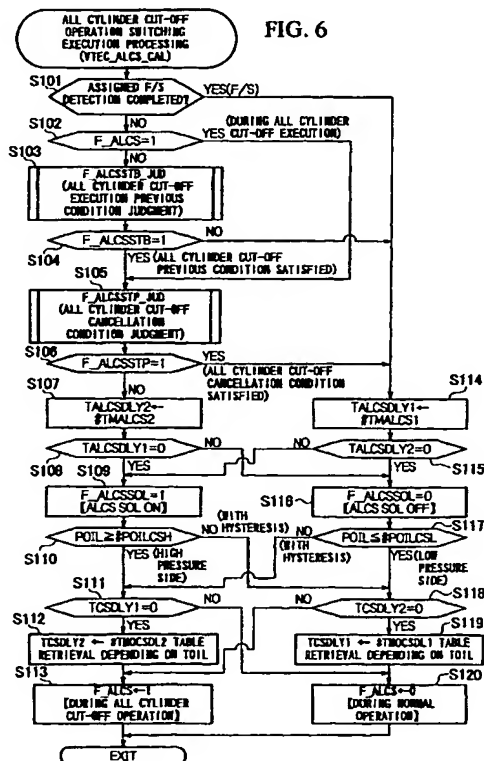 FIG. 6
ALL CYLINDER CUT-OFF
OPERATION SWITCHING
EXECUTION PROCESSING
(VTEC_ALCS_CAL)
S101
ASSIGNED F/S
DETECTION COMPLETED?
YES(F/S)
NO
S102
F_ALCS=1
YES (DURING ALL CYLINDER
CUT-OFF EXECUTION)
NO
S103
F_ALCSSTB_JUD
(ALL CYLINDER CUT-OFF
EXECUTION PREVIOUS
CONDITION JUDGMENT)
S104
F_ALCSSTB=1
NO
YES (ALL CYLINDER CUT-OFF
PREVIOUS CONDITION SATISFIED)
S105
F_ALCSSTP_JUD
(ALL CYLINDER CUT-OFF
CANCELLATION
CONDITION JUDGMENT)
S106
F_ALCSSTP=1
YES
(ALL CYLINDER CUT-OFF
CANCELLATION CONDITION
SATISFIED)
NO
S107
TALCSDLY2←
#TMALCS2
S114
TALCSDLY1←
#TMALCS1
S108
TALCSDLY1=0
NO
YES
NO
TALCSDLY2=0
S115
YES
S109
F_ALCSSOL=1
[ALCS SOL ON]
S116
F_ALCSSOL=0
[ALCS SOL OFF]
S110
POIL≥#POILCSH
NO
(WITH
HYSTERESIS)
YES (HIGH
PRESSURE
SIDE)
S117
POIL≤#POILCSL
NO
(WITH
HYSTERESIS)
YES(LOW
PRESSURE
SIDE)
S111
TCSDLY1=0
NO
YES
S118
TCSDLY2=0
NO
YES
S112
TCSDLY2 ← #TMOCSDL2 TABLE
RETRIEVAL DEPENDING ON TOIL
S119
TCSDLY1 ← #TMOCSDL1 TABLE
RETRIEVAL DEPENDING ON TOIL
S113
F_ALCS←1
[DURING ALL CYLINDER
CUT-OFF OPERATION]
S120
F_ALCS←0
[DURING NORMAL
OPERATION]
EXIT